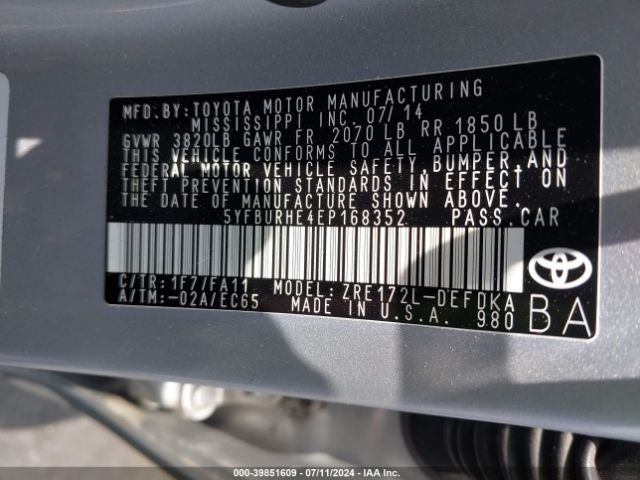 MFD.BY:TOYOTA MOTOR MANUFACTURING
MISSISSIPPI INC. 07/14
GVWR 3820LB GAWR FR 2070 LB RR 1850 LB
THIS VEHICLE CONFORMS TO ALL APPLICABLE
FEDERAL MOTOR VEHICLE SAFETY,BUMPER,AND
THEFT PREVENTION STANDARDS IN EFFECT ON
THE DATE OF MANUFACTURE SHOWN ABOVE.
5YFBURHE4EP168352 PASS.CAR
C/TR:1F7/FA11 MODEL:ZRE172L-DEFDKA
A/TM:-02A/EC65 MADE IN U.S.A. 980
BA
000-39851609 - 07/11/2024 - IAA Inc.